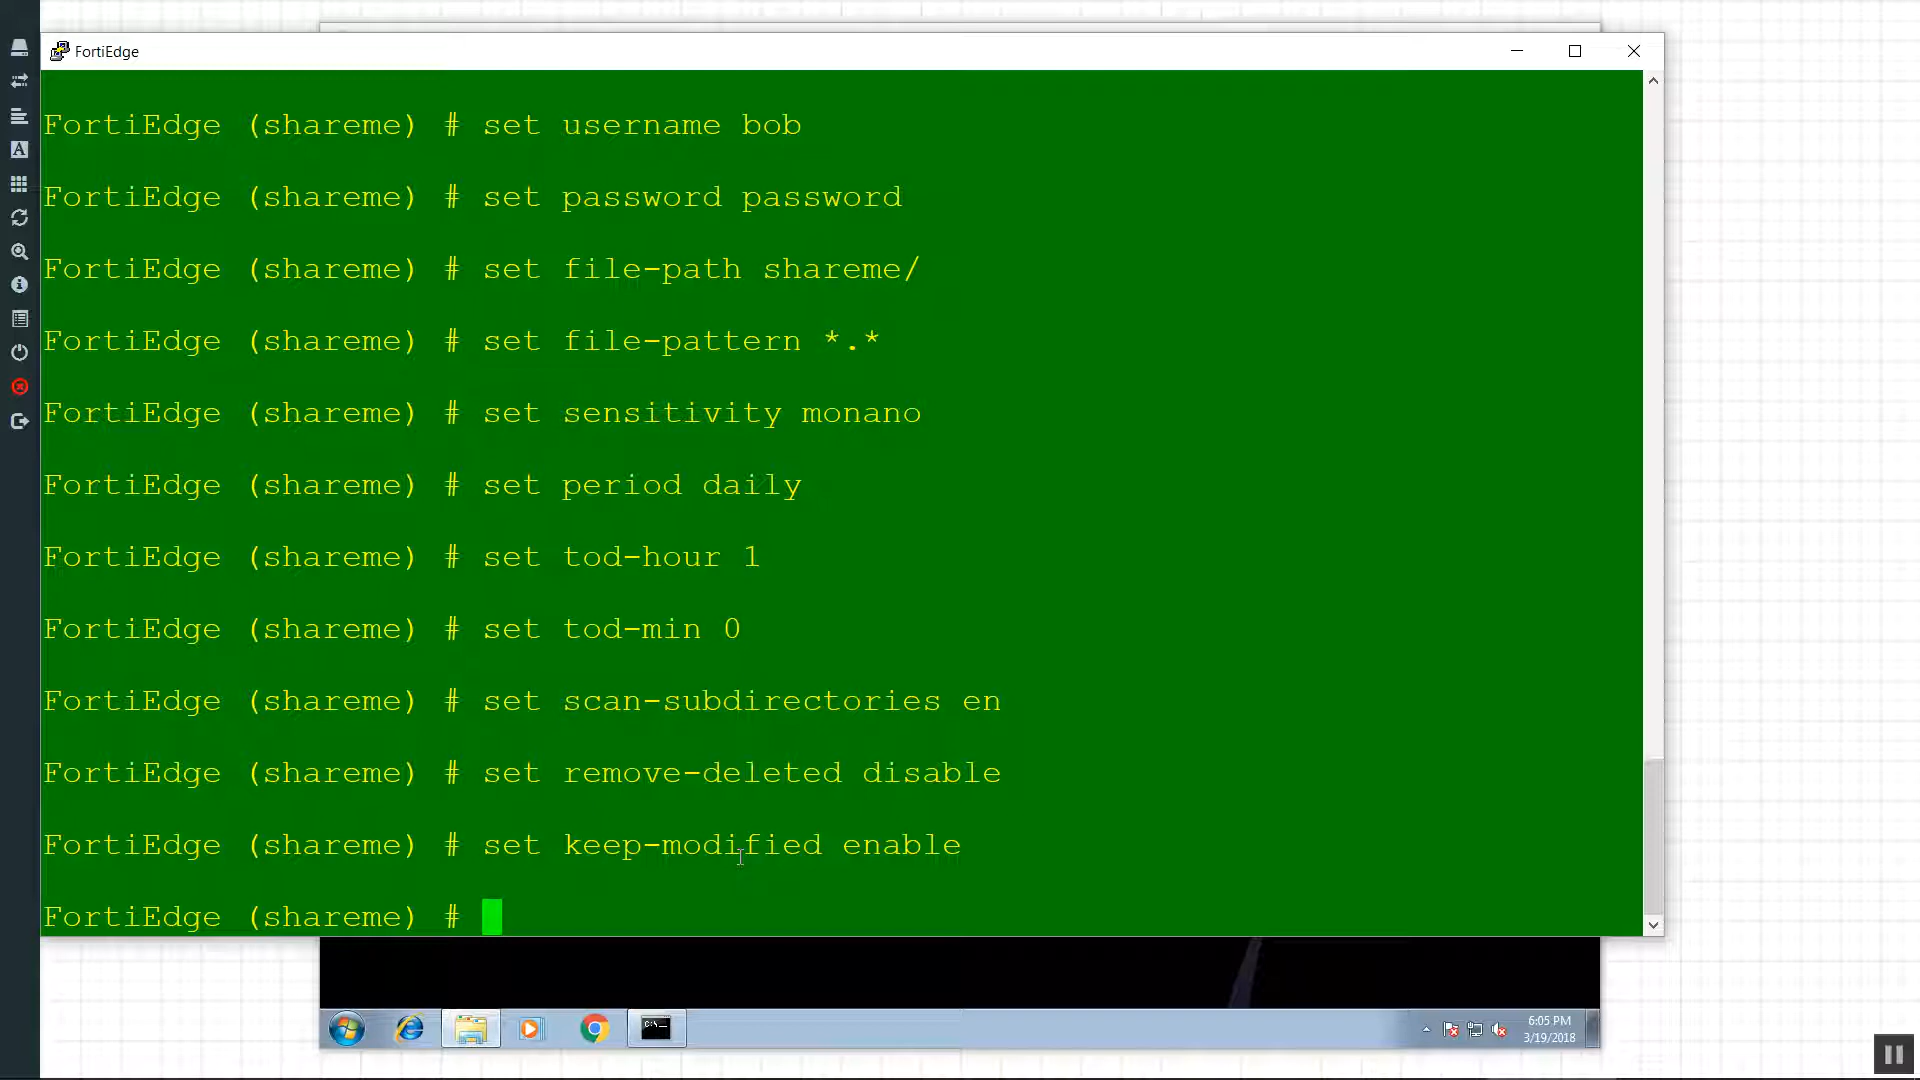 FortiEdge
FortiEdge (shareme) # set username bob
FortiEdge (shareme) # set password password
FortiEdge (shareme) # set file-path shareme/
FortiEdge (shareme) # set file-pattern *.*
FortiEdge (shareme) # set sensitivity monano
FortiEdge (shareme) # set period daily
FortiEdge (shareme) # set tod-hour 1
FortiEdge (shareme) # set tod-min 0
FortiEdge (shareme) # set scan-subdirectories en
FortiEdge (shareme) # set remove-deleted disable
FortiEdge (shareme) # set keep-modified enable
FortiEdge (shareme) #
6:05 PM
3/19/2018